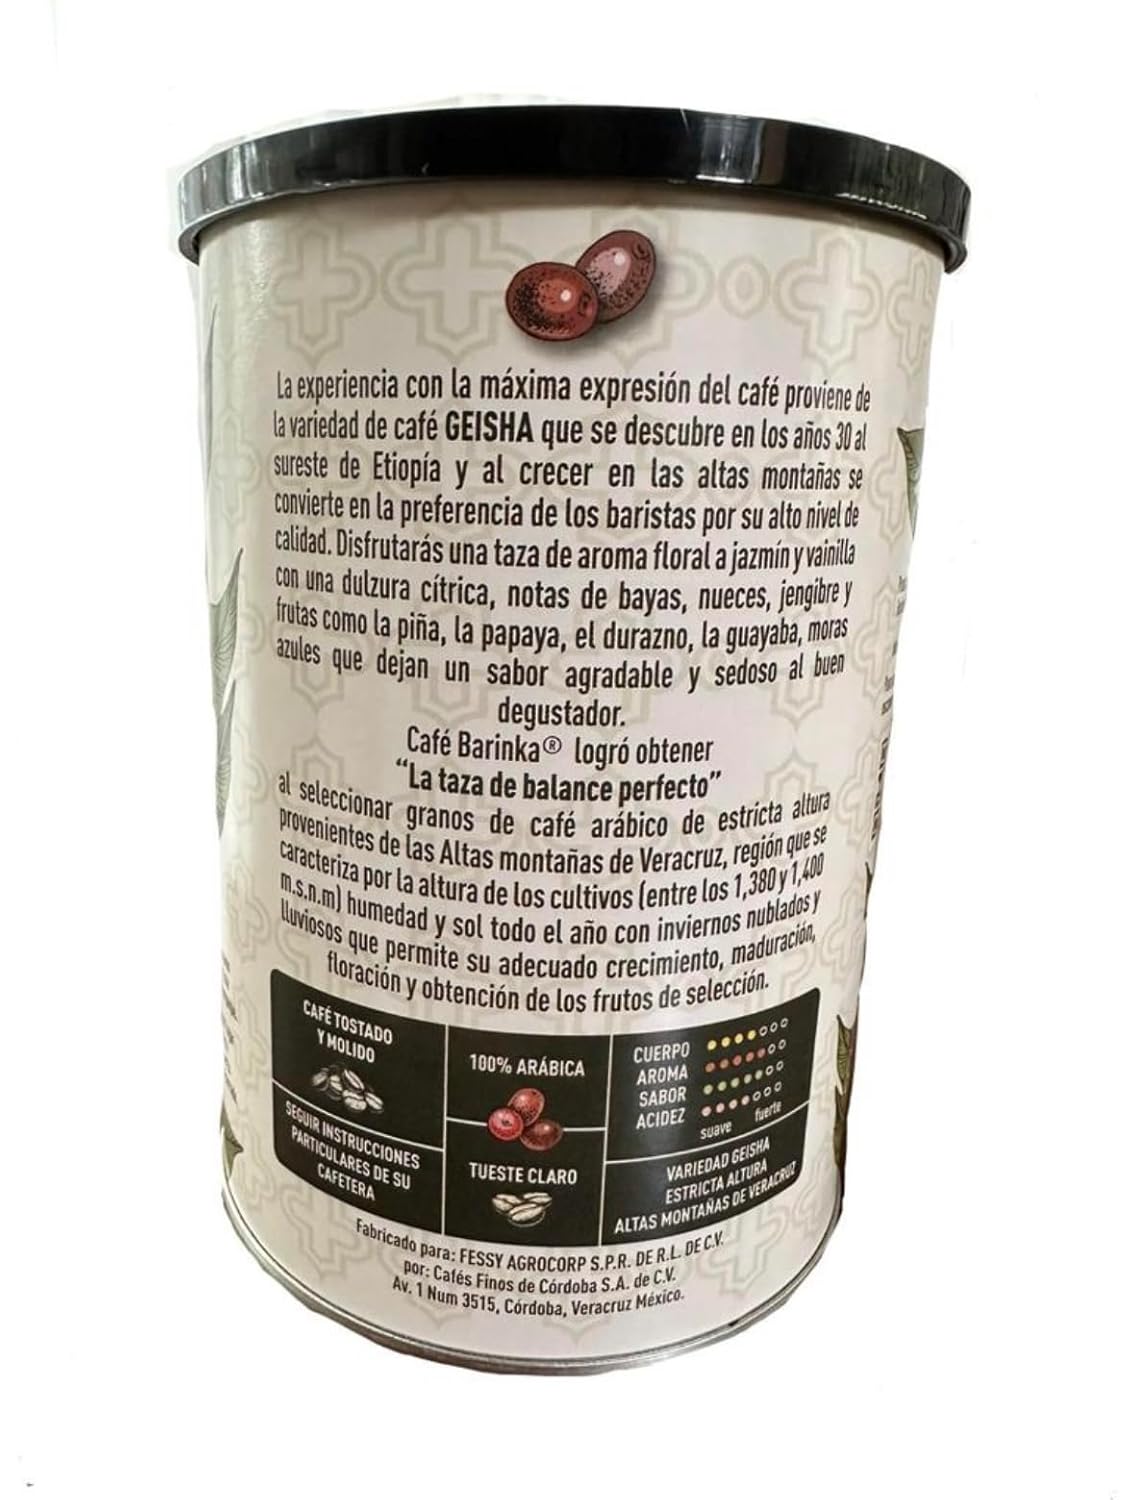 La experiencia con la máxima expresión del café proviene de
la variedad de café GEISHA que se descubre en los años 30 al
sureste de Etiopía y al crecer en las altas montañas se
convierte en la preferencia de los baristas por su alto nivel de
calidad. Disfrutarás una taza de aroma floral a jazmín y vainilla
con una dulzura cítrica, notas de bayas, nueces, jengibre y
frutas como la piña, la papaya, el durazno, la guayaba, moras
azules que dejan un sabor agradable y sedoso al buen
degustador.
Café Barinka® logró obtener
“La taza de balance perfecto”
al seleccionar granos de café arábico de estricta altura
provenientes de las Altas montañas de Veracruz, región que se
caracteriza por la altura de los cultivos (entre los 1,380 y 1,400
m.s.n.m) humedad y sol todo el año con inviernos nublados y
lluviosos que permite su adecuado crecimiento, maduración,
floración y obtención de los frutos de selección.
CAFÉ TOSTADO
Y MOLIDO
SEGUIR INSTRUCCIONES
PARTICULARES DE SU
CAFETERA
100% ARÁBICA
TUESTE CLARO
CUERPO
AROMA
SABOR
ACIDEZ
suave fuerte
VARIEDAD GEISHA
ESTRICTA ALTURA
ALTAS MONTAÑAS DE VERACRUZ
Fabricado para: FESSY AGROCORP S.P.R. DE R.L. DE C.V.
por: Cafés Finos de Córdoba S.A. de C.V.
Av. 1 Num 3515, Córdoba, Veracruz México.